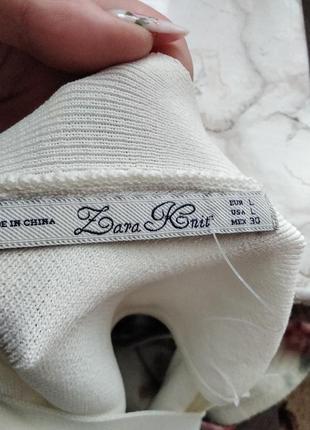 DE IN CHINA
Zara Knit
EUR L
USA L
MEX 30